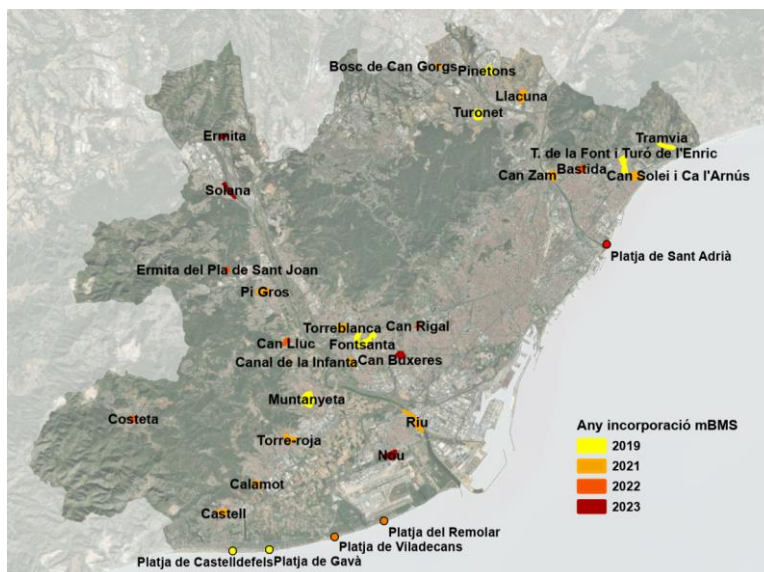 Bosc de Can Gorgs
Pinetons
Llacuna
Turonet
Ermita
Tramvia
T. de la Font i Turó de l'Enric
Bastida
Can Zam
Can Solei i Ca l'Arnús
Solana
Platja de Sant Adrià
Ermita del Pla de Sant Joan
Pi Gros
Torreblanca
Can Rigal
Can Lluc
Fontsanta
Canal de la Infanta
Can Buxeres
Muntanyeta
Costeta
Riu
Any incorporació mBMS
2019
2021
2022
2023
Torre-roja
Nou
Calamot
Castell
Platja del Remolar
Platja de Viladecans
Platja de Castelldefels
Platja de Gavà